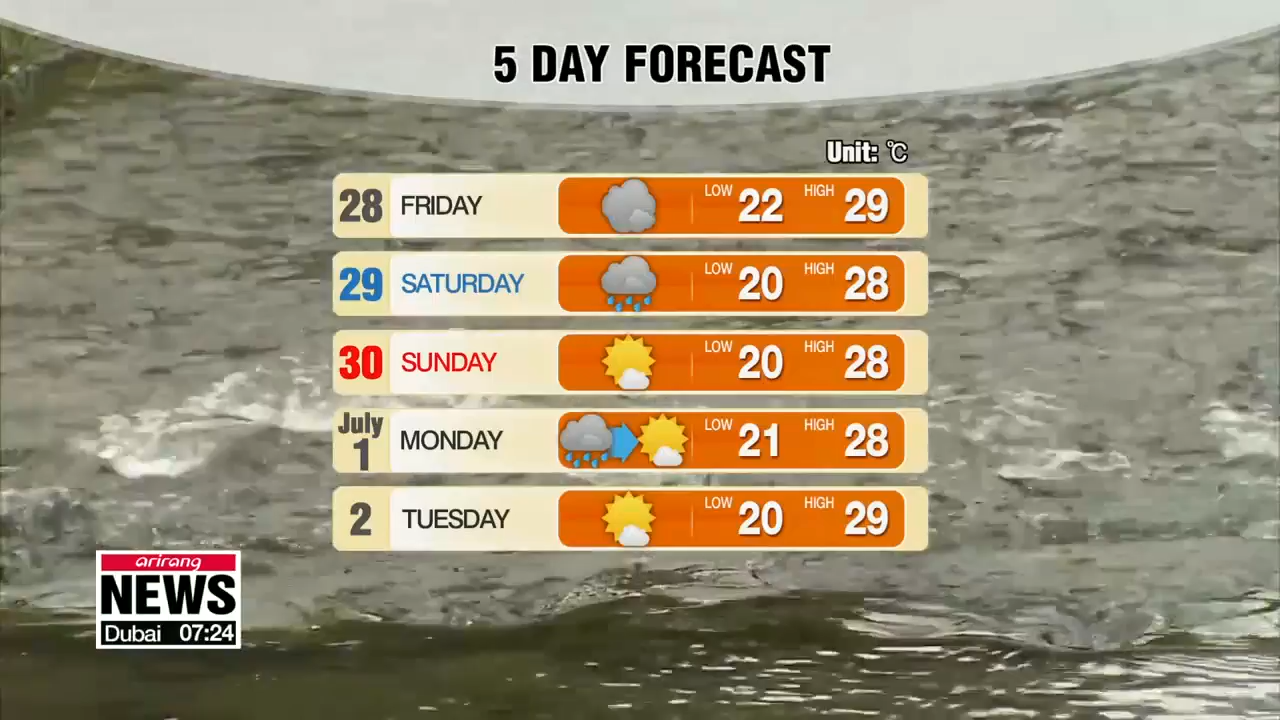 5 DAY FORECAST
Unit: ℃
28 FRIDAY LOW 22 HIGH 29
29 SATURDAY LOW 20 HIGH 28
30 SUNDAY LOW 20 HIGH 28
July 1 MONDAY LOW 21 HIGH 28
2 TUESDAY LOW 20 HIGH 29
arirang
NEWS
Dubai 07:24